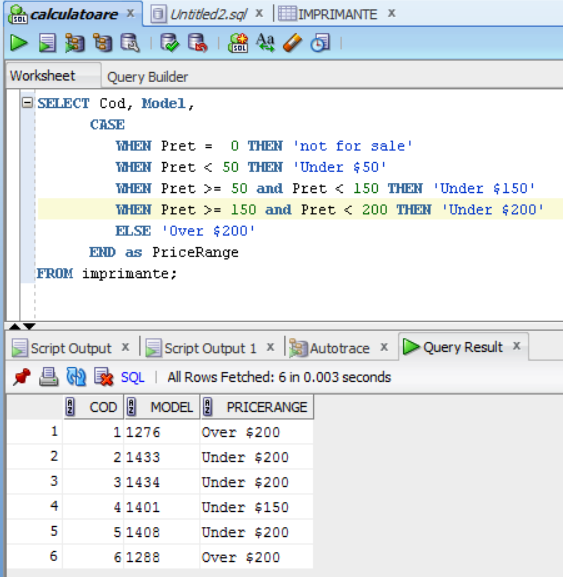 calculatoare x Untitled2.sql x IMPRIMANTE x
Worksheet Query Builder
SELECT Cod, Model,
CASE
WHEN Pret = 0 THEN 'not for sale'
WHEN Pret < 50 THEN 'Under $50'
WHEN Pret >= 50 and Pret < 150 THEN 'Under $150'
WHEN Pret >= 150 and Pret < 200 THEN 'Under $200'
ELSE 'Over $200'
END as PriceRange
FROM imprimante;
Script Output x Script Output 1 x Autotrace x Query Result x
SQL | All Rows Fetched: 6 in 0.003 seconds
COD MODEL PRICERANGE
1 1 1276 Over $200
2 2 1433 Under $200
3 3 1434 Under $200
4 4 1401 Under $150
5 5 1408 Under $200
6 6 1288 Over $200